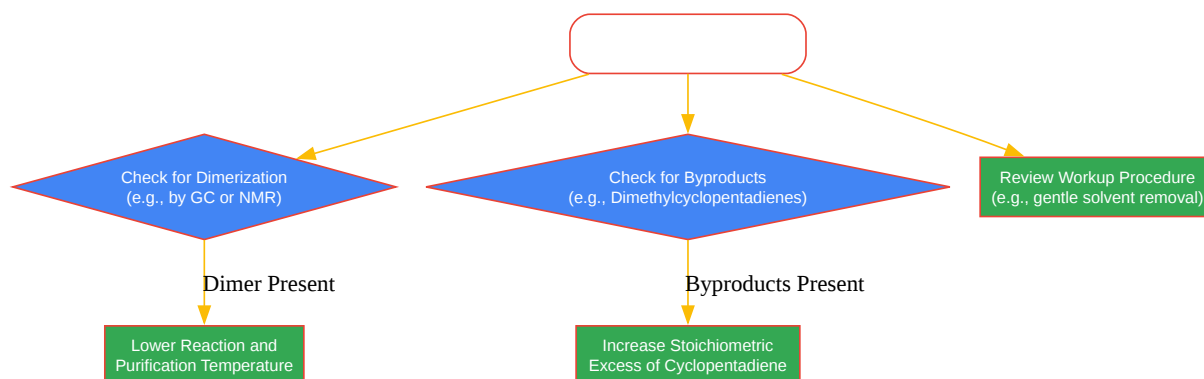 Check for Dimerization
(e.g., by GC or NMR)
Check for Byproducts
(e.g., Dimethylcyclopentadienes)
Review Workup Procedure
(e.g., gentle solvent removal)
Dimer Present
Byproducts Present
Lower Reaction and
Purification Temperature
Increase Stoichiometric
Excess of Cyclopentadiene